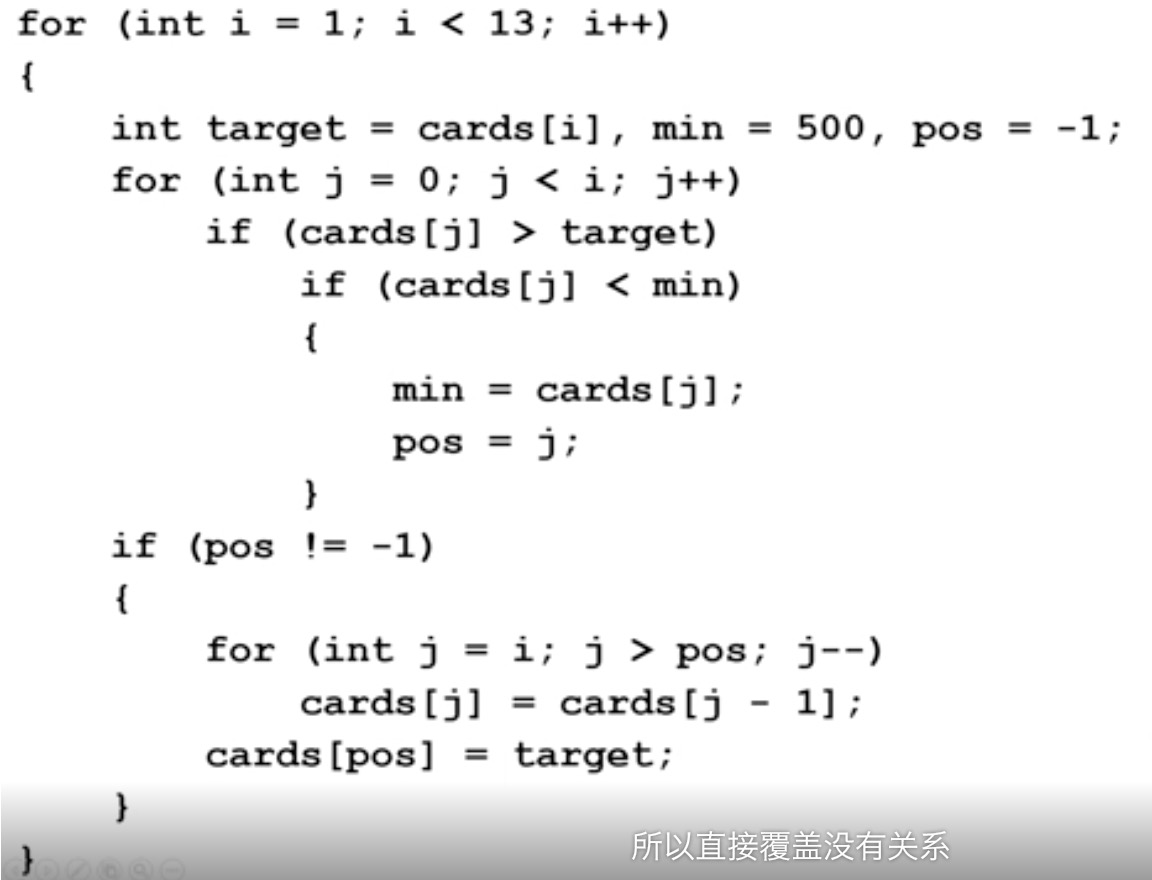 for (int i = 1; i < 13; i++)
{
    int target = cards[i], min = 500, pos = -1;
    for (int j = 0; j < i; j++)
        if (cards[j] > target)
            if (cards[j] < min)
            {
                min = cards[j];
                pos = j;
            }
    if (pos != -1)
    {
        for (int j = i; j > pos; j--)
            cards[j] = cards[j - 1];
        cards[pos] = target;
    }
}
所以直接覆盖没有关系